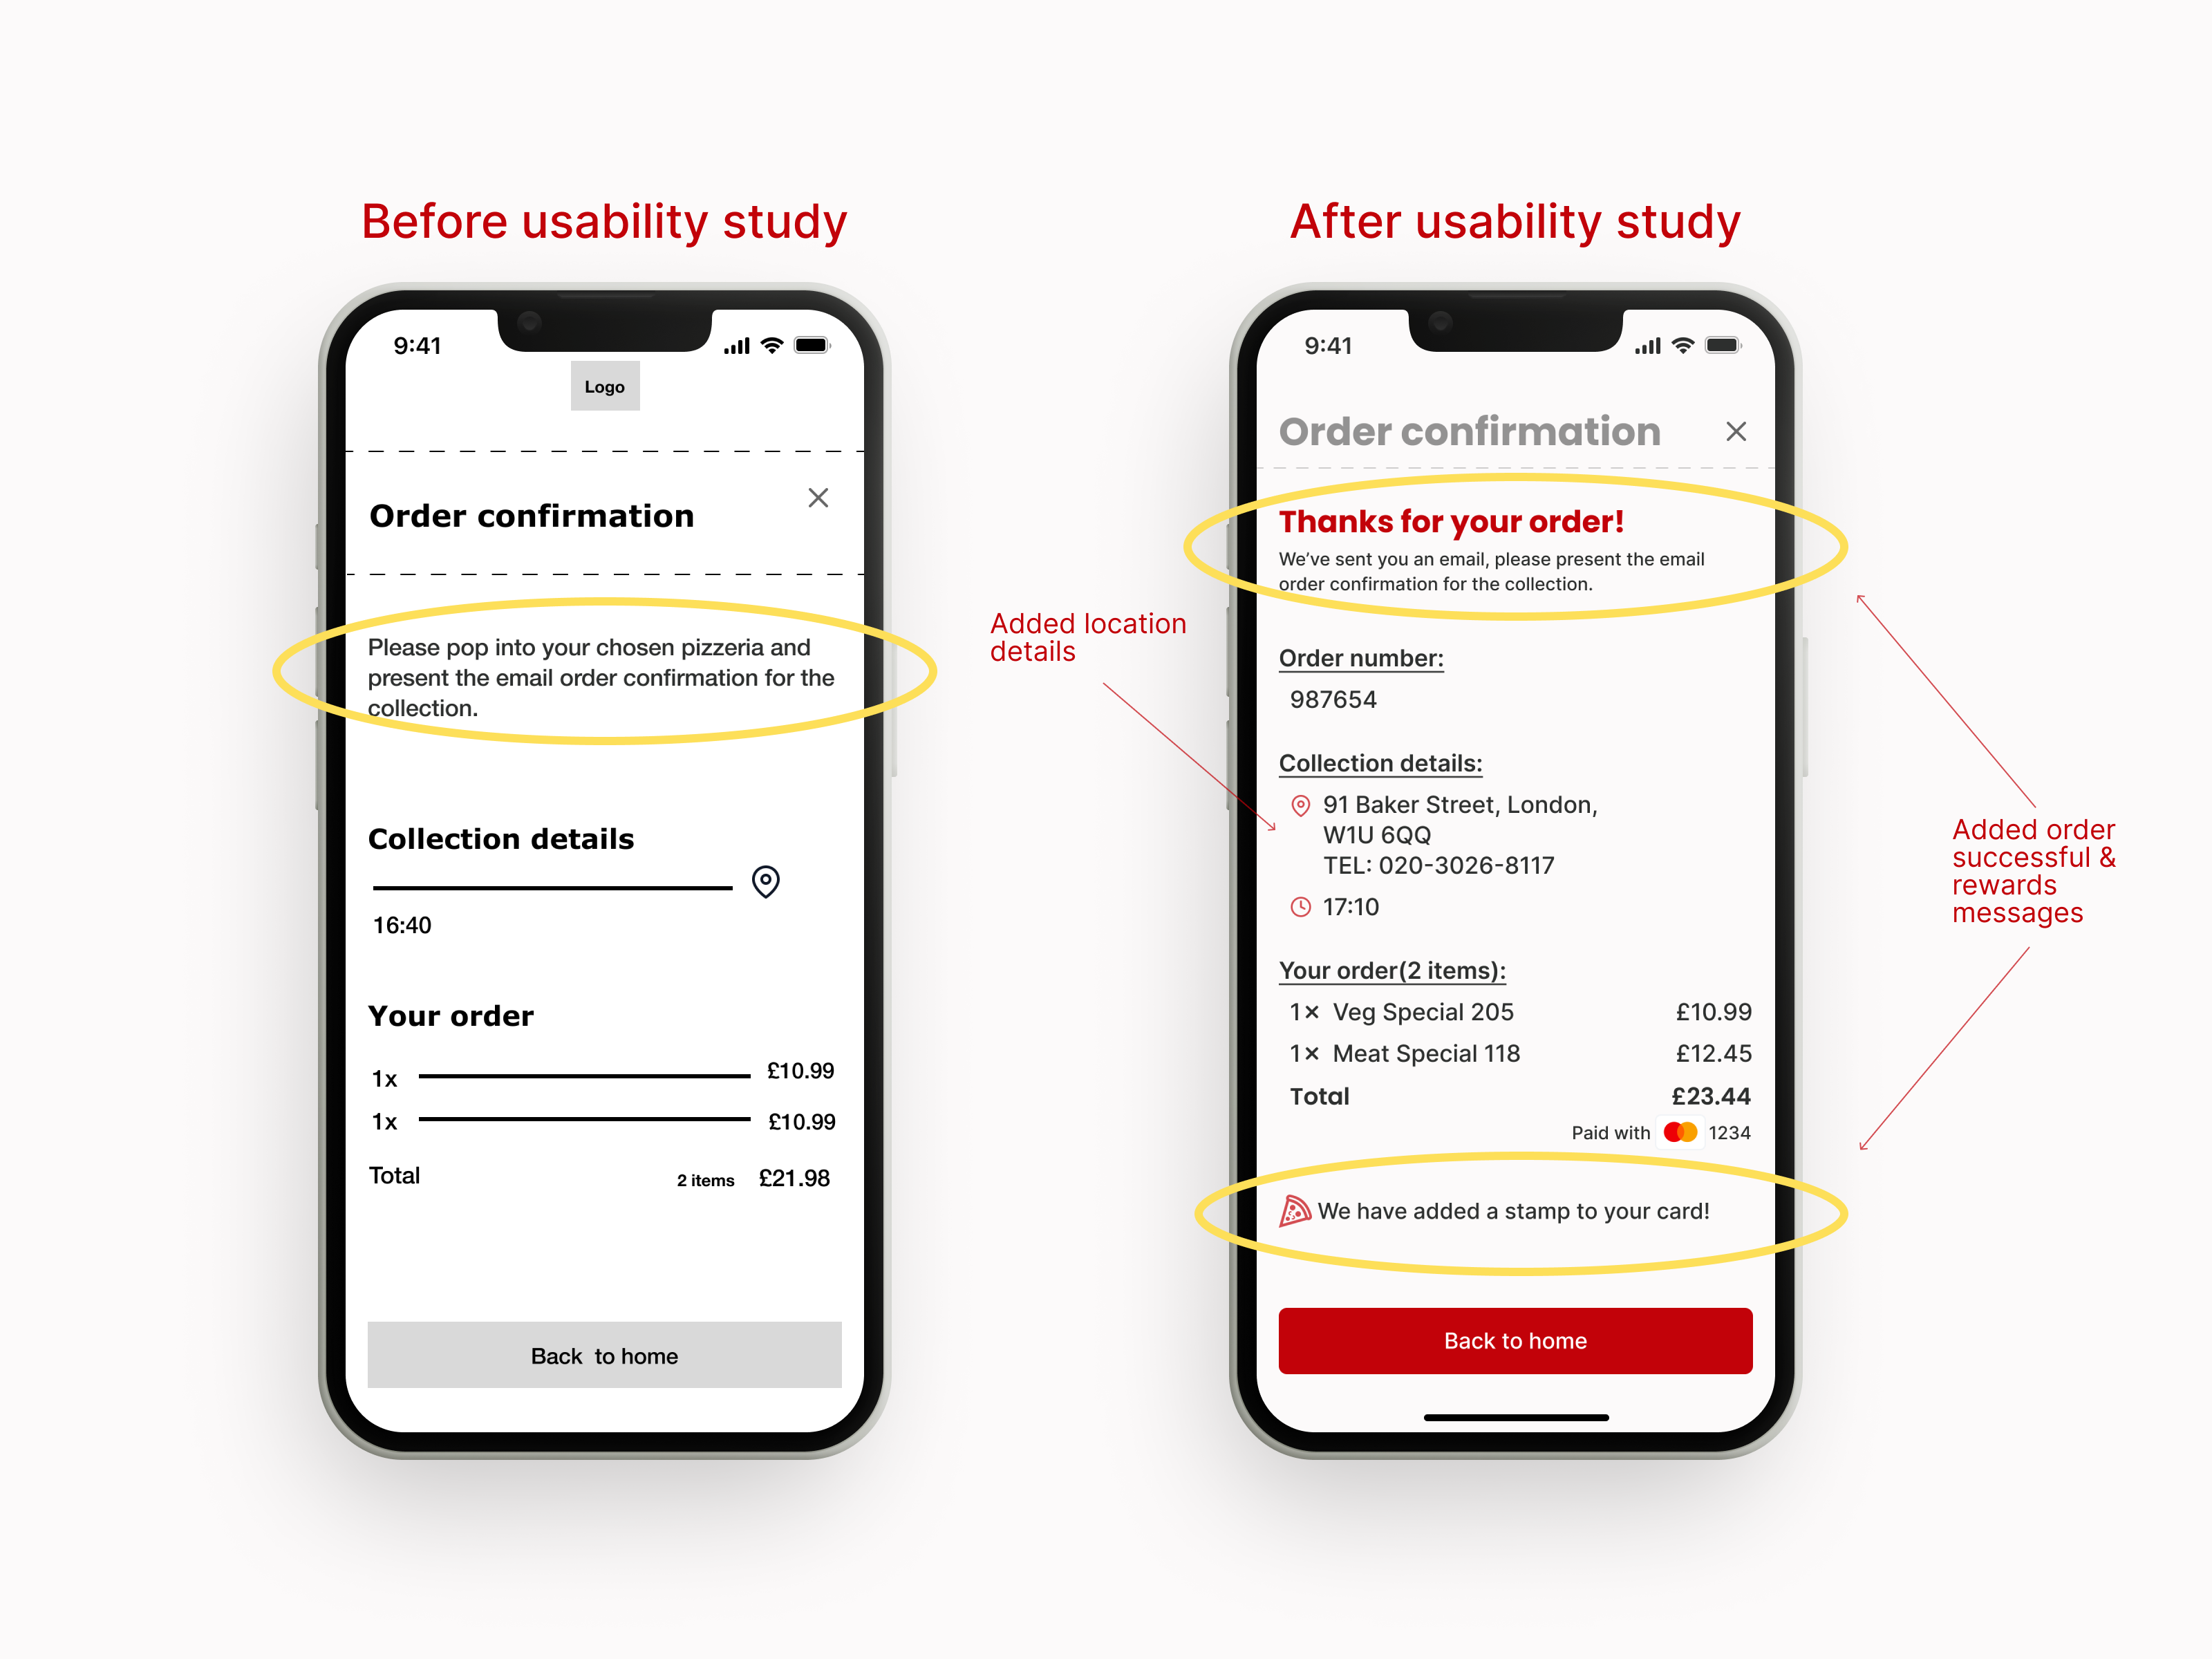 Before usability study
9:41
Logo
Order confirmation
Please pop into your chosen pizzeria and
present the email order confirmation for the
collection.
Collection details
16:40
Your order
1x £10.99
1x £10.99
Total 2 items £21.98
Back to home
Added location
details
After usability study
9:41
Order confirmation
Thanks for your order!
We’ve sent you an email, please present the email
order confirmation for the collection.
Order number:
987654
Collection details:
91 Baker Street, London,
W1U 6QQ
TEL: 020-3026-8117
17:10
Your order(2 items):
1× Veg Special 205 £10.99
1× Meat Special 118 £12.45
Total £23.44
Paid with 1234
We have added a stamp to your card!
Back to home
Added order
successful &
rewards
messages